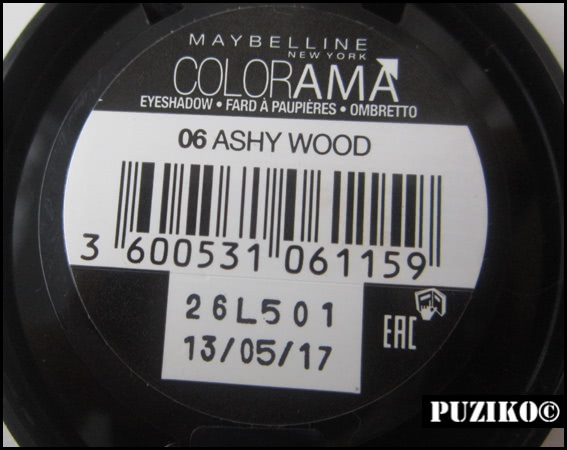 MAYBELLINE
NEW YORK
COLORAMA
EYESHADOW • FARD À PAUPIÈRES • OMBRETTO
06 ASHY WOOD
3 600531 061159
26L501
13/05/17
EAC
PUZIKO©